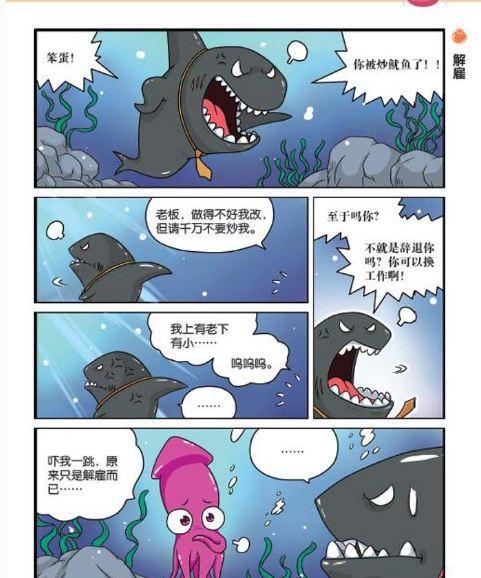 解雇
笨蛋！
你被炒鱿鱼了！！
老板，做得不好我改，
但请千万不要炒我。
我上有老下
有小……
呜呜呜。
……
至于吗你？
不就是辞退你
吗？你可以换
工作啊！
吓我一跳，原
来只是解雇而
已……
……